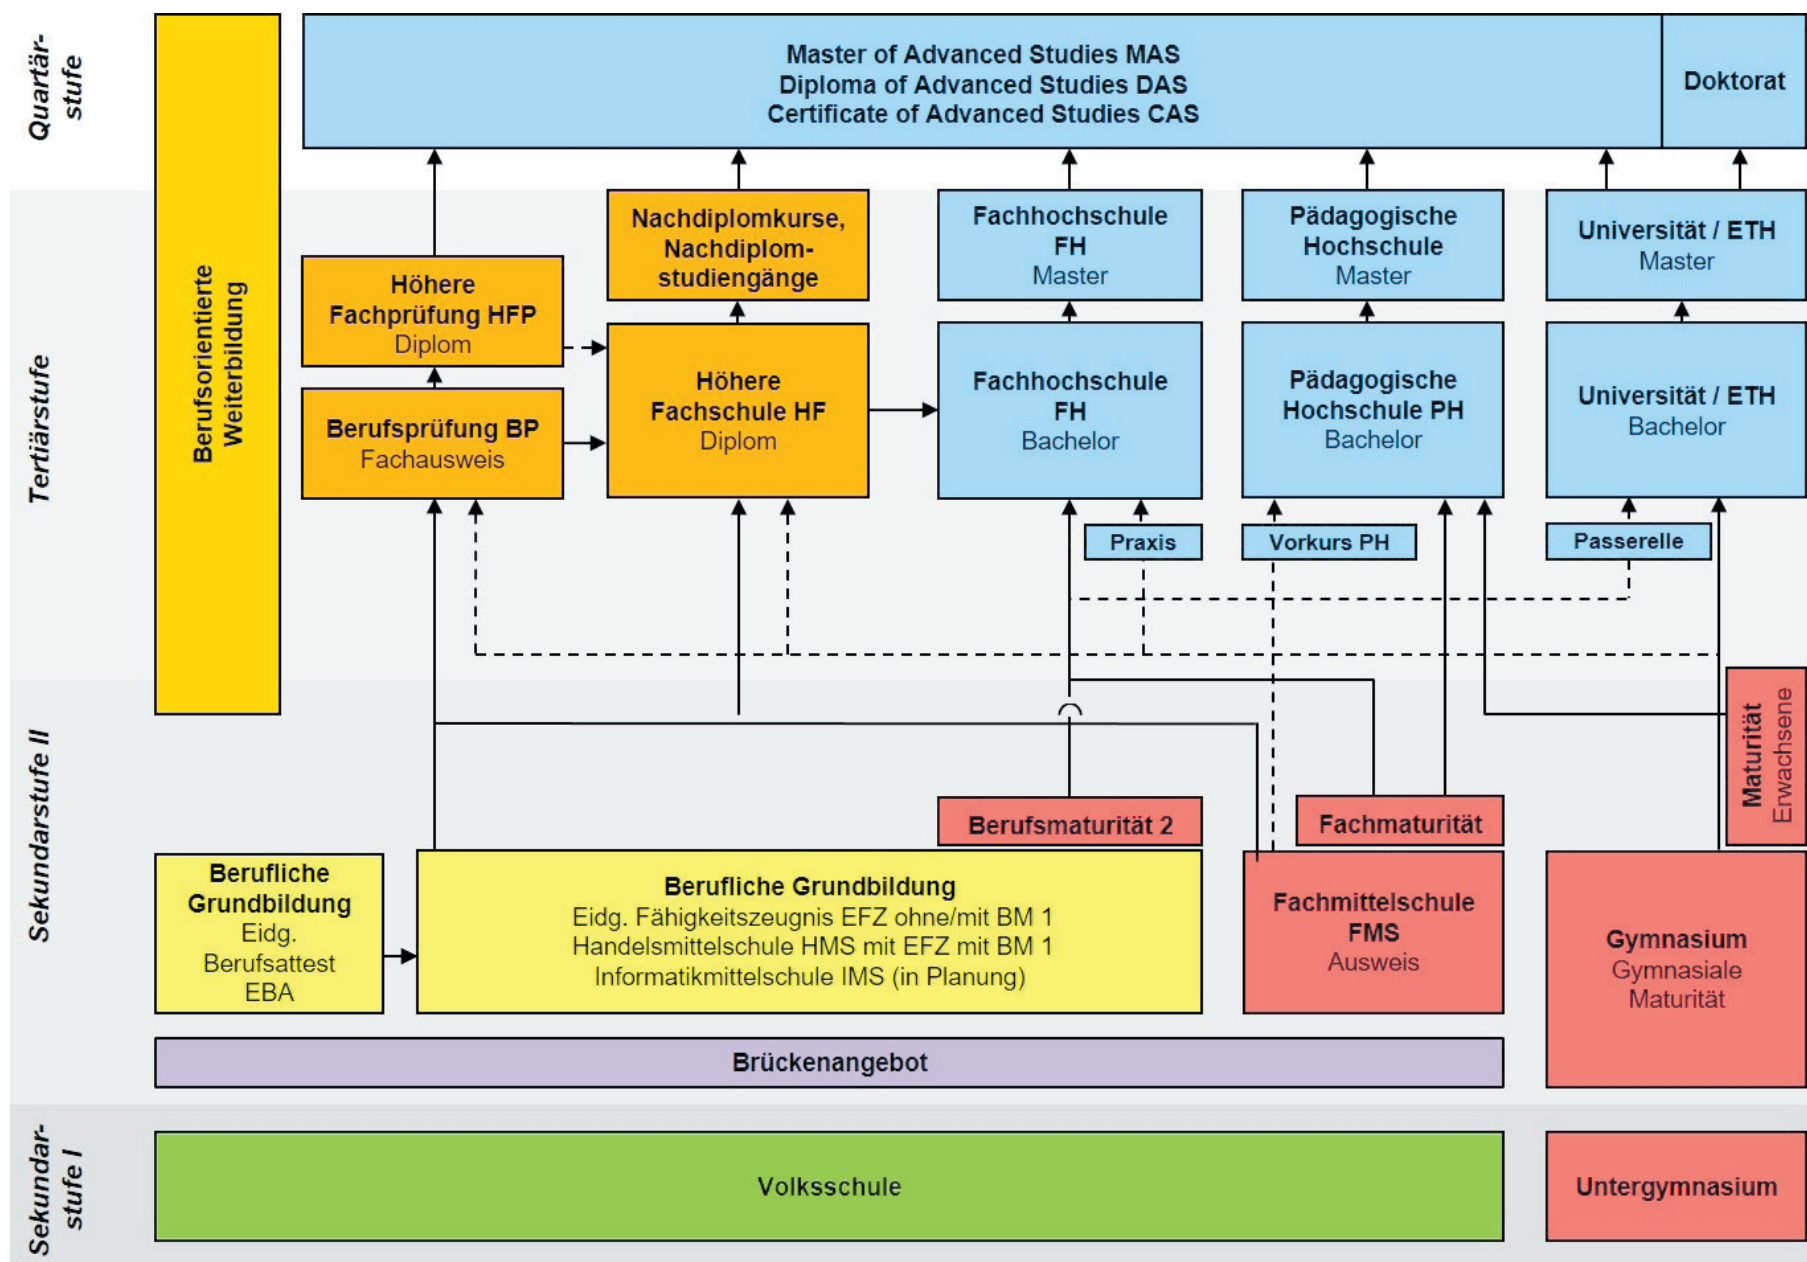 Quartär-
stufe
Master of Advanced Studies MAS
Diploma of Advanced Studies DAS
Certificate of Advanced Studies CAS
Doktorat
Tertiärstufe
Berufsorientierte
Weiterbildung
Höhere
Fachprüfung HFP
Diplom
Berufsprüfung BP
Fachausweis
Nachdiplomkurse,
Nachdiplom-
studiengänge
Höhere
Fachschule HF
Diplom
Fachhochschule
FH
Master
Fachhochschule
FH
Bachelor
Praxis
Pädagogische
Hochschule
Master
Pädagogische
Hochschule PH
Bachelor
Vorkurs PH
Universität / ETH
Master
Universität / ETH
Bachelor
Passerelle
Sekundarstufe II
Maturität
Erwachsene
Berufsmaturität 2
Fachmaturität
Berufliche
Grundbildung
Eidg.
Berufsattest
EBA
Berufliche Grundbildung
Eidg. Fähigkeitszeugnis EFZ ohne/mit BM 1
Handelsmittelschule HMS mit EFZ mit BM 1
Informatikmittelschule IMS (in Planung)
Fachmittelschule
FMS
Ausweis
Gymnasium
Gymnasiale
Maturität
Brückenangebot
Sekundar-
stufe I
Volksschule
Untergymnasium